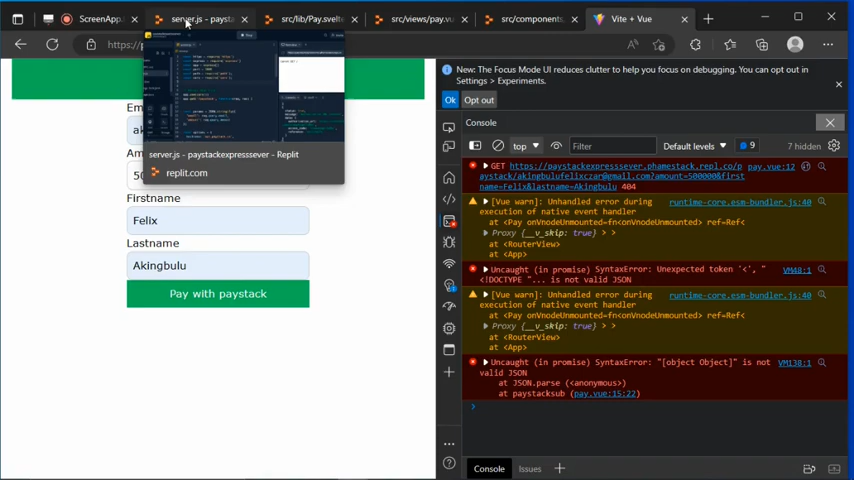 ScreenApp.
server.js - paysta
src/lib/Pay.svelte
src/views/pay.vu
src/components
Vite + Vue
https://p
New: The Focus Mode UI reduces clutter to help you focus on debugging. You can opt out in
Settings > Experiments.
Ok
Opt out
Console
top
Filter
Default levels
9
7 hidden
server.js - paystackexpresssever - Replit
replit.com
Em
ak
Am
50
Firstname
Felix
Lastname
Akingbulu
Pay with paystack
GET https://paystackexpresssever.phamestack.repl.co/p pay.vue:12
aystack/akingbulufelixczar@gmail.com?amount=500000&first
name=Felix&lastname=Akingbulu 404
[Vue warn]: Unhandled error during runtime-core.esm-bundler.js:40
execution of native event handler
at <Pay onVnodeUnmounted=fn<onVnodeUnmounted> ref=Ref<
Proxy {__v_skip: true} > >
at <RouterView>
at <App>
Uncaught (in promise) SyntaxError: Unexpected token '<', " VM48:1
<!DOCTYPE "... is not valid JSON
[Vue warn]: Unhandled error during runtime-core.esm-bundler.js:40
execution of native event handler
at <Pay onVnodeUnmounted=fn<onVnodeUnmounted> ref=Ref<
Proxy {__v_skip: true} > >
at <RouterView>
at <App>
Uncaught (in promise) SyntaxError: "[object Object]" is not VM138:1
valid JSON
at JSON.parse (<anonymous>)
at paystacksub (pay.vue:15:22)
Console
Issues